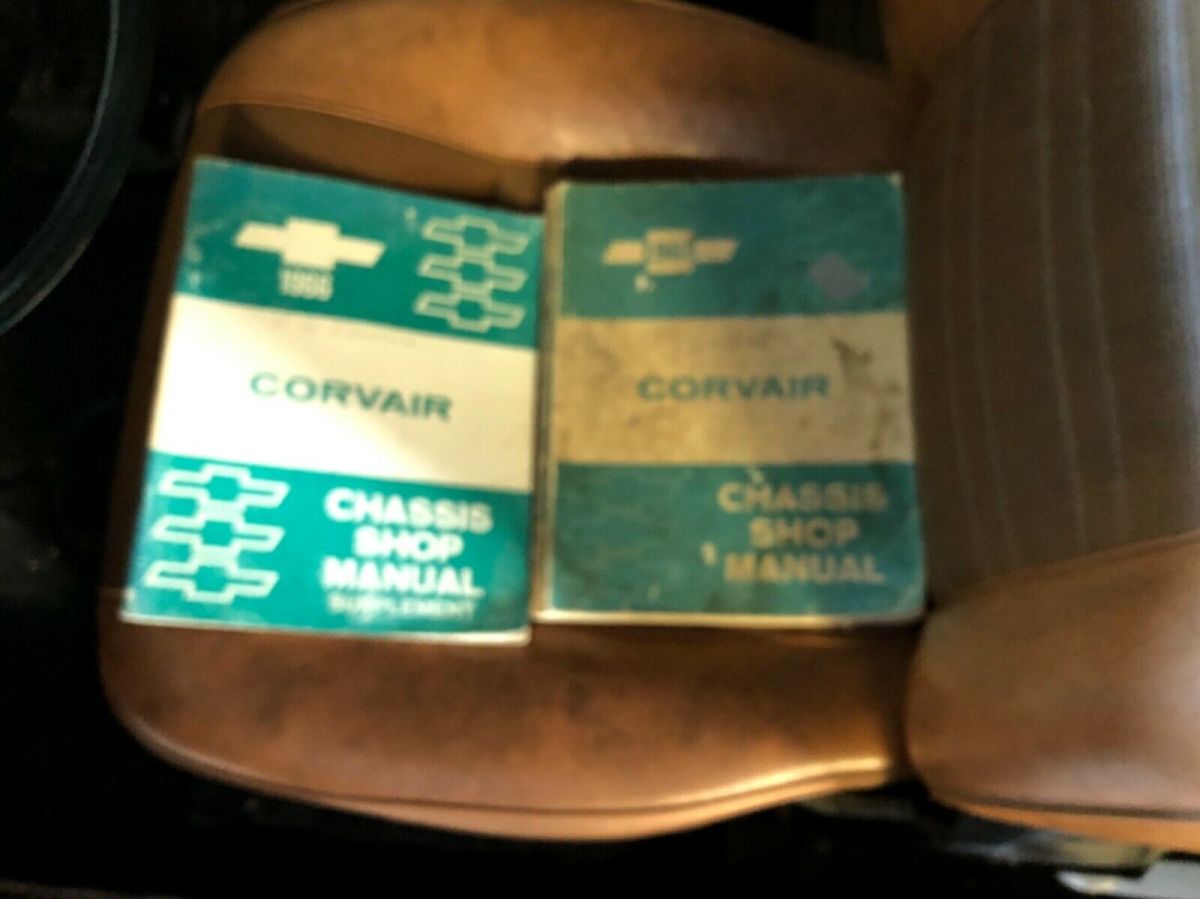 1966
CORVAIR
CHASSIS
SHOP
MANUAL
SUPPLEMENT
CORVAIR
CHASSIS
SHOP
MANUAL